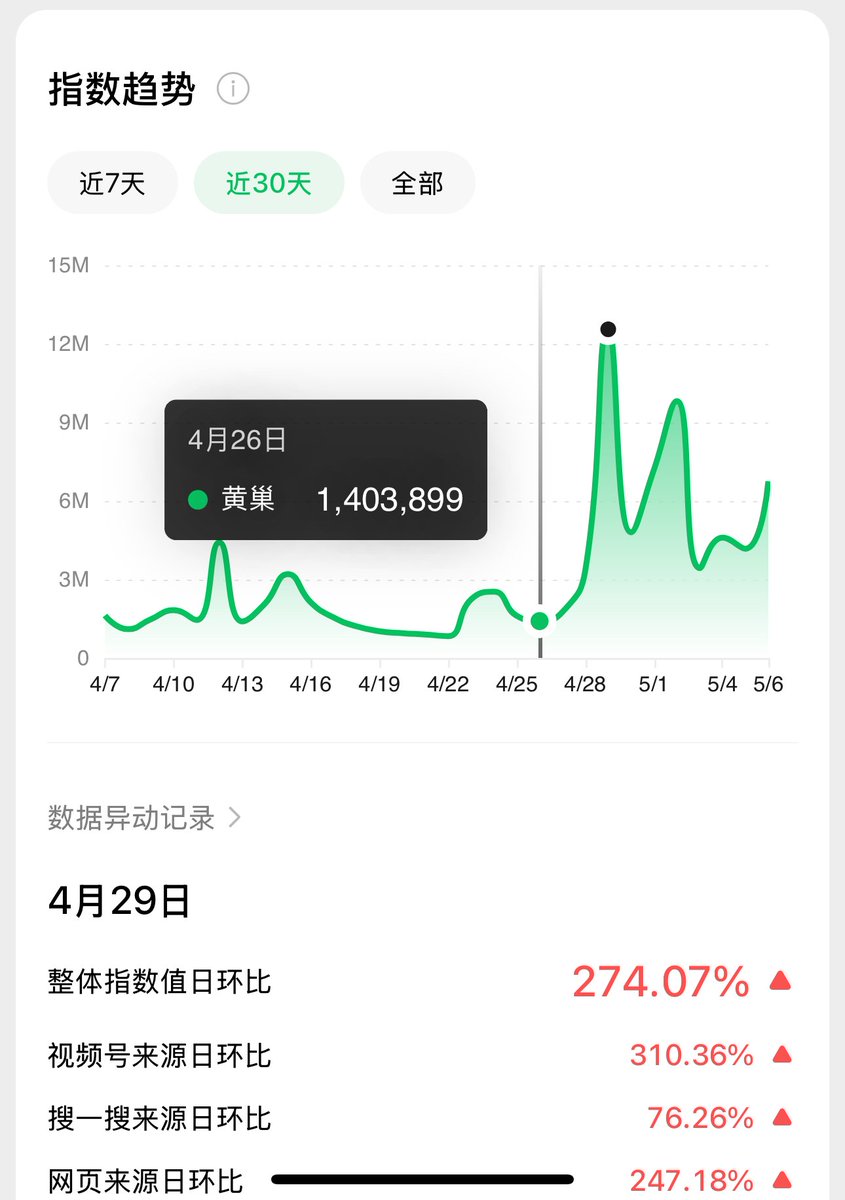 指数趋势
近7天 近30天 全部
15M
12M
9M
6M
3M
0
4月26日
黄巢 1,403,899
4/7 4/10 4/13 4/16 4/19 4/22 4/25 4/28 5/1 5/4 5/6
数据异动记录
4月29日
整体指数值日环比 274.07%
视频号来源日环比 310.36%
搜一搜来源日环比 76.26%
网页来源日环比 247.18%